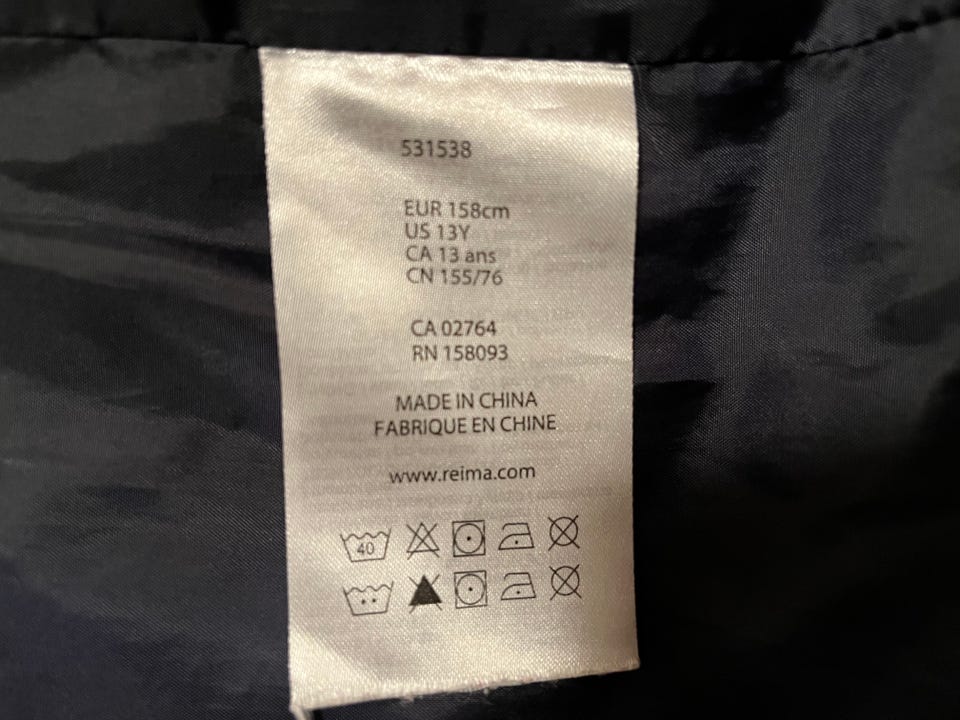 531538
EUR 158cm
US 13Y
CA 13 ans
CN 155/76
CA 02764
RN 158093
MADE IN CHINA
FABRIQUE EN CHINE
www.reima.com
40